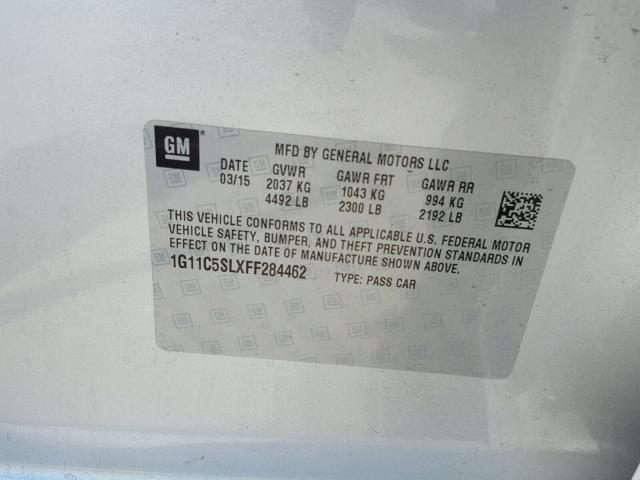 GM
MFD BY GENERAL MOTORS LLC
DATE GVWR GAWR FRT GAWR RR
03/15 2037 KG 1043 KG 994 KG
4492 LB 2300 LB 2192 LB
THIS VEHICLE CONFORMS TO ALL APPLICABLE U.S. FEDERAL MOTOR
VEHICLE SAFETY, BUMPER, AND THEFT PREVENTION STANDARDS IN
EFFECT ON THE DATE OF MANUFACTURE SHOWN ABOVE.
1G11C5SLXFF284462 TYPE: PASS CAR